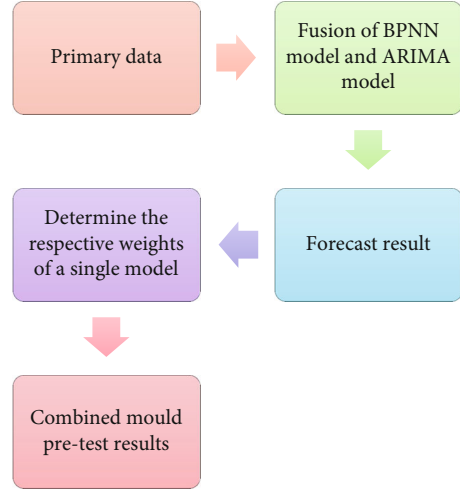 Primary data
Fusion of BPNN
model and ARIMA
model
Forecast result
Determine the
respective weights
of a single model
Combined mould
pre-test results